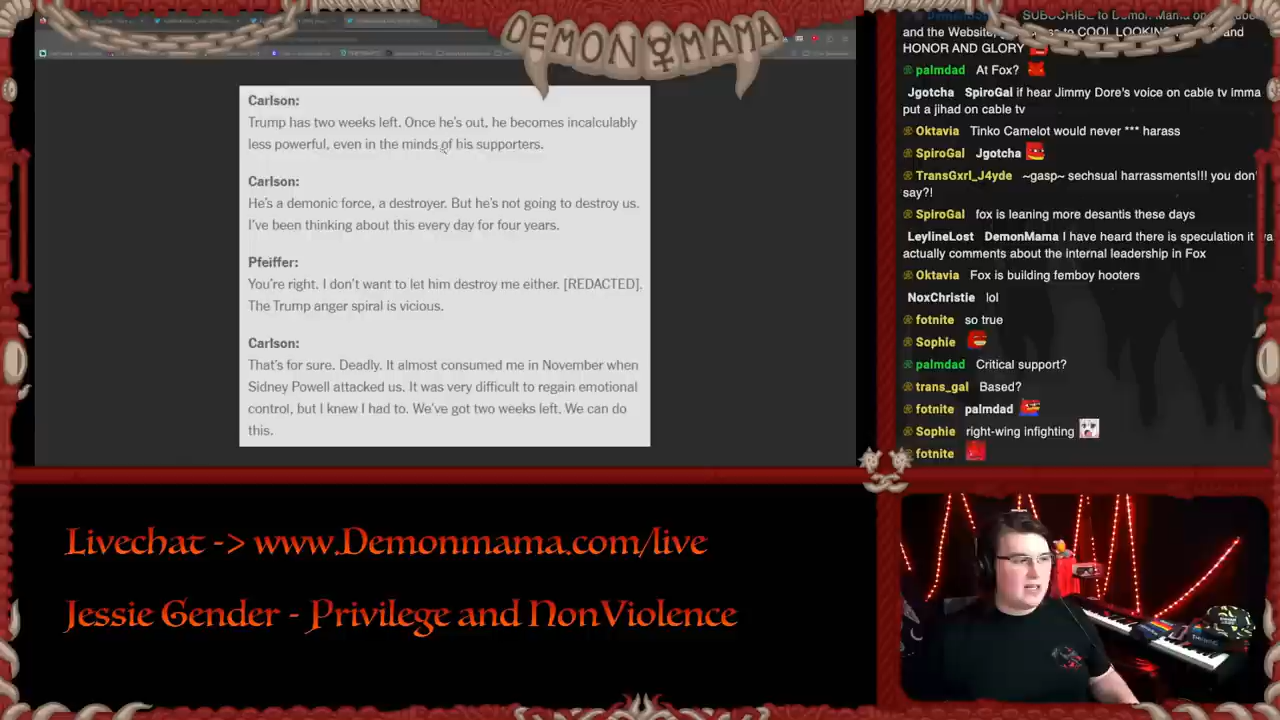 DEMON MAMA
Carlson:
Trump has two weeks left. Once he's out, he becomes incalculably
less powerful, even in the minds of his supporters.
Carlson:
He's a demonic force, a destroyer. But he's not going to destroy us.
I've been thinking about this every day for four years.
Pfeiffer:
You're right. I don't want to let him destroy me either. [REDACTED].
The Trump anger spiral is vicious.
Carlson:
That's for sure. Deadly. It almost consumed me in November when
Sidney Powell attacked us. It was very difficult to regain emotional
control, but I knew I had to. We've got two weeks left. We can do
this.
SUBSCRIBE to Demon Mama on
and the Website, to COOL LOOKING and
HONOR AND GLORY
palmdad At Fox?
Jgotcha SpiroGal if hear Jimmy Dore's voice on cable tv imma
put a jihad on cable tv
Oktavia Tinko Camelot would never *** harass
SpiroGal Jgotcha
TransGxrl_J4yde ~gasp~ sechsual harrassments!!! you don'
say?!
SpiroGal fox is leaning more desantis these days
LeylineLost DemonMama I have heard there is speculation it
actually comments about the internal leadership in Fox
Oktavia Fox is building femboy hooters
NoxChristie lol
fotnite so true
Sophie
palmdad Critical support?
trans_gal Based?
fotnite palmdad
Sophie right-wing infighting
fotnite
Livechat -> www.Demonmama.com/live
Jessie Gender - Privilege and NonViolence